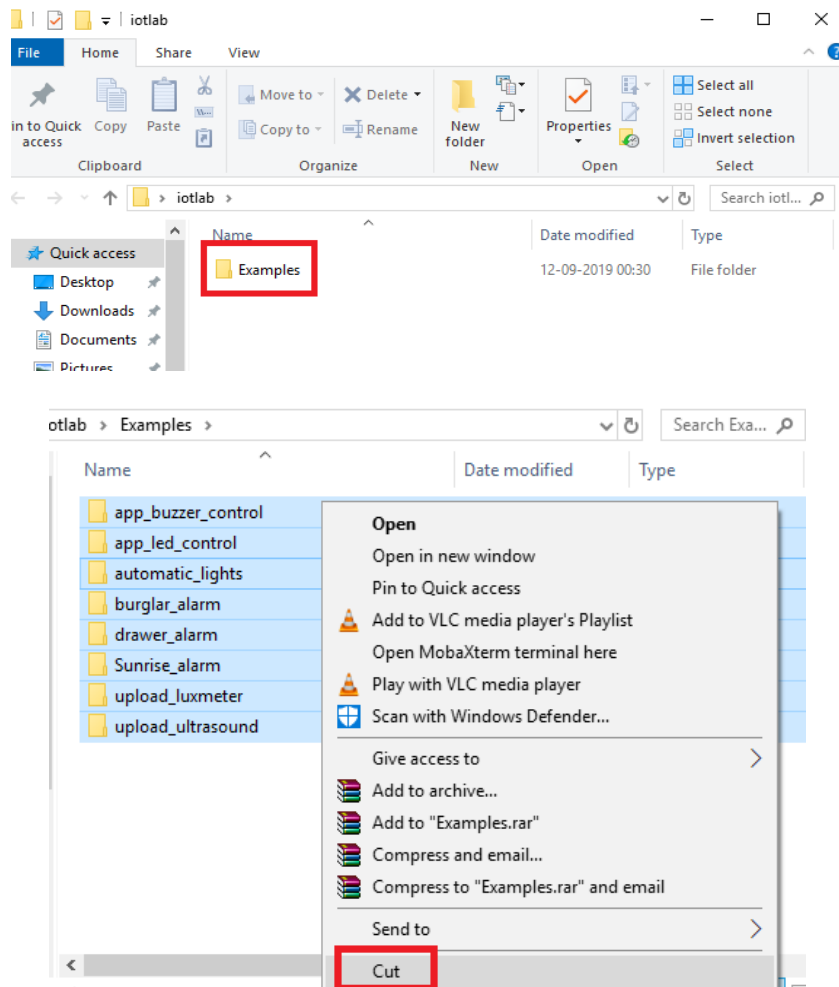 iotlab
File Home Share View
in to Quick access
Copy
Paste
Move to
Copy to
Delete
Rename
New folder
Properties
Select all
Select none
Invert selection
Clipboard Organize New Open Select
iotlab
Search iotl...
Name Date modified Type
Quick access
Examples 12-09-2019 00:30 File folder
Desktop
Downloads
Documents
Pictures
otlab Examples
Search Exa...
Name Date modified Type
app_buzzer_control
app_led_control
automatic_lights
burglar_alarm
drawer_alarm
Sunrise_alarm
upload_luxmeter
upload_ultrasound
Open
Open in new window
Pin to Quick access
Add to VLC media player's Playlist
Open MobaXterm terminal here
Play with VLC media player
Scan with Windows Defender...
Give access to
Add to archive...
Add to "Examples.rar"
Compress and email...
Compress to "Examples.rar" and email
Send to
Cut